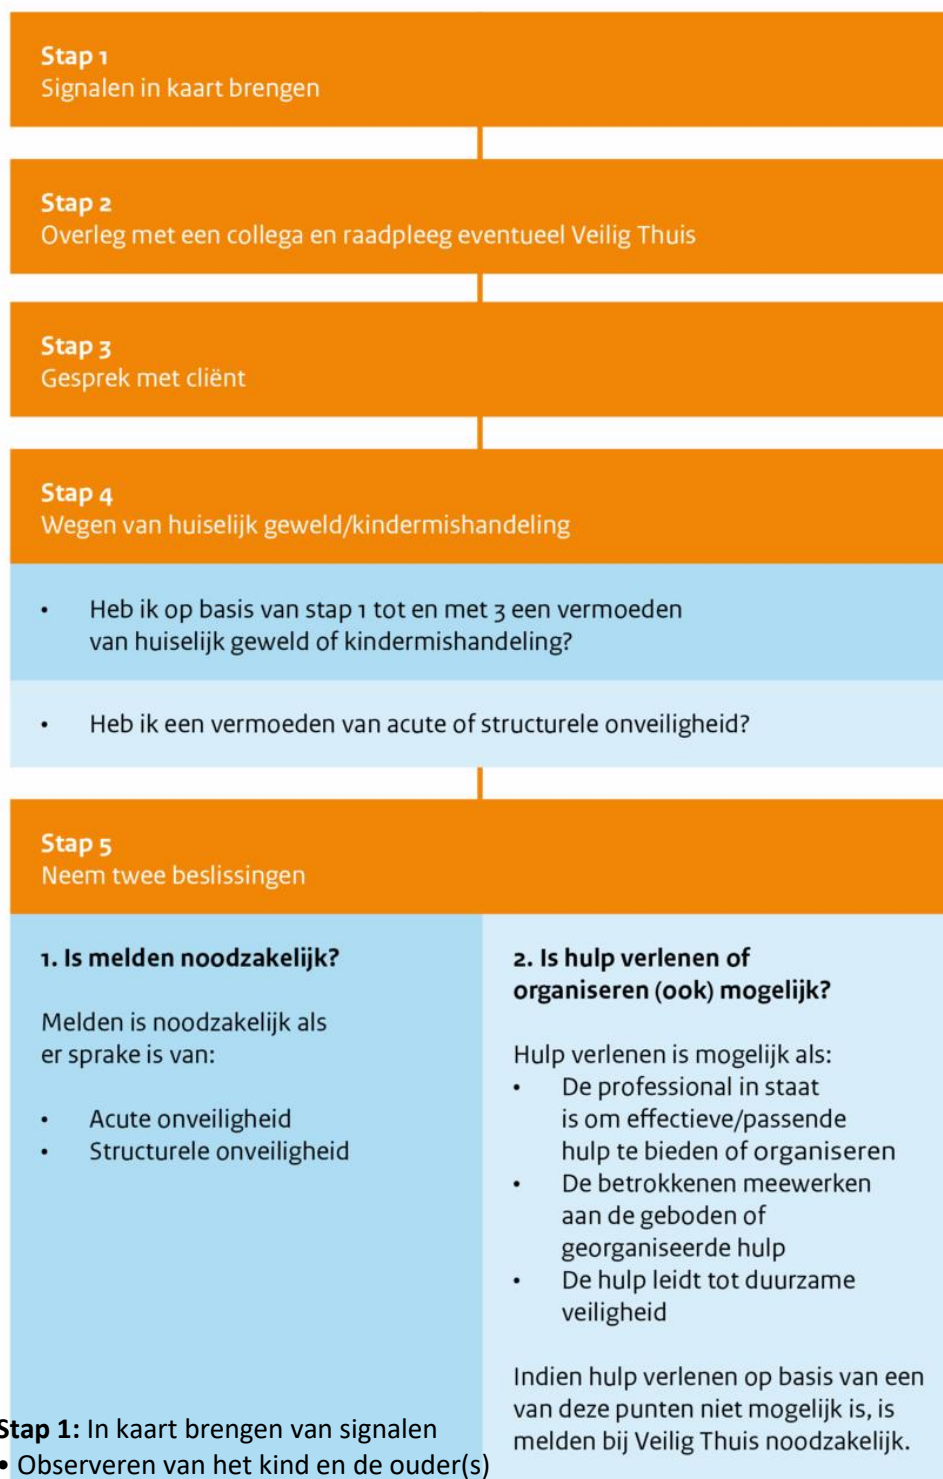 Stap 1
Signalen in kaart brengen
Stap 2
Overleg met een collega en raadpleeg eventueel Veilig Thuis
Stap 3
Gesprek met cliënt
Stap 4
Wegen van huiselijk geweld/kindermishandeling
• Heb ik op basis van stap 1 tot en met 3 een vermoeden
van huiselijk geweld of kindermishandeling?
• Heb ik een vermoeden van acute of structurele onveiligheid?
Stap 5
Neem twee beslissingen
1. Is melden noodzakelijk?
Melden is noodzakelijk als
er sprake is van:
• Acute onveiligheid
• Structurele onveiligheid
2. Is hulp verlenen of
organiseren (ook) mogelijk?
Hulp verlenen is mogelijk als:
• De professional in staat
is om effectieve/passende
hulp te bieden of organiseren
• De betrokkenen meewerken
aan de geboden of
georganiseerde hulp
• De hulp leidt tot duurzame
veiligheid
Indien hulp verlenen op basis van een
van deze punten niet mogelijk is, is
melden bij Veilig Thuis noodzakelijk.
Stap 1: In kaart brengen van signalen
• Observeren van het kind en de ouder(s)